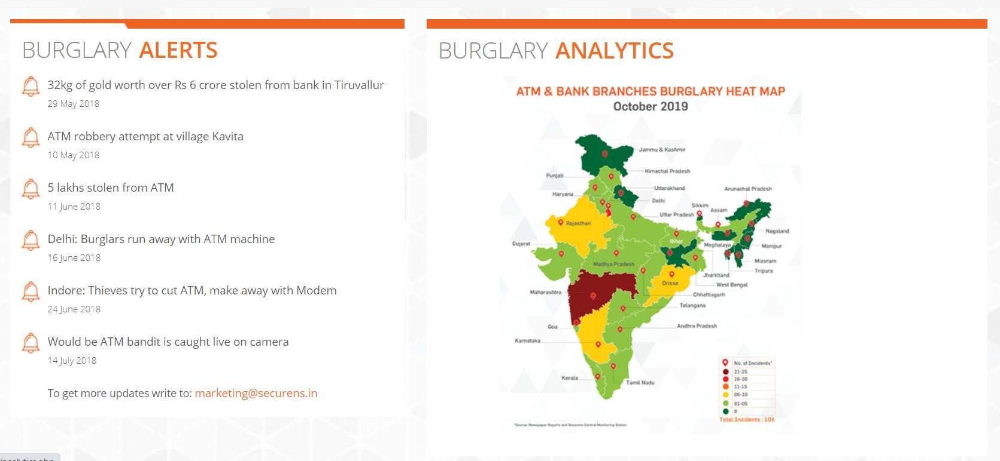 BURGLARY ALERTS
32kg of gold worth over Rs 6 crore stolen from bank in Tiruvallur
29 May 2018
ATM robbery attempt at village Kavita
10 May 2018
5 lakhs stolen from ATM
11 June 2018
Delhi: Burglars run away with ATM machine
16 June 2018
Indore: Thieves try to cut ATM, make away with Modem
24 June 2018
Would be ATM bandit is caught live on camera
14 July 2018
To get more updates write to: marketing@securens.in
BURGLARY ANALYTICS
ATM & BANK BRANCHES BURGLARY HEAT MAP
October 2019
Jammu & Kashmir
Himachal Pradesh
Punjab
Uttarakhand
Arunachal Pradesh
Haryana
Delhi
Sikkim
Assam
Uttar Pradesh
Rajasthan
Nagaland
Bihar
Gujarat
Meghalaya
Manipur
Mizoram
Madhya Pradesh
Tripura
Jharkhand
Orissa
West Bengal
Maharashtra
Chhattisgarh
Telangana
Goa
Andhra Pradesh
Karnataka
Kerala
Tamil Nadu
No. of Incidents*
21-25
16-20
11-15
06-10
01-05
0
Total Incidents : 104
*Source: Newspaper Reports and Securens Central Monitoring Station